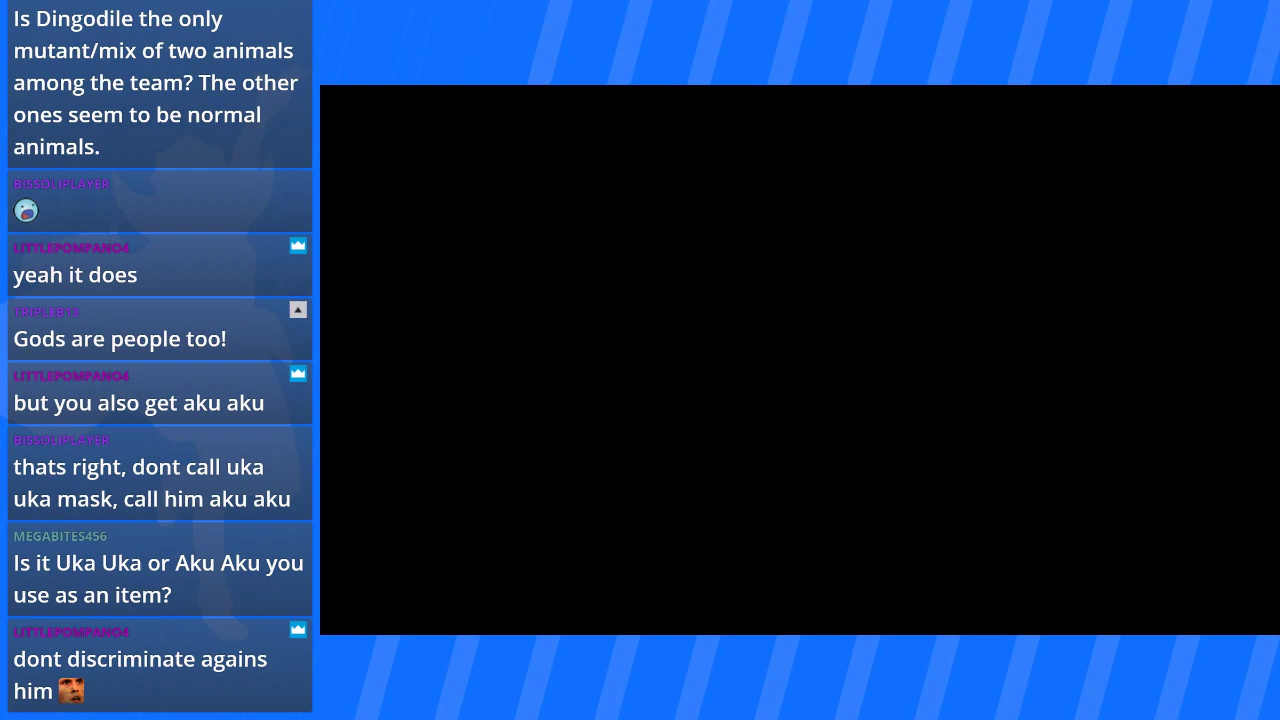 Is Dingodile the only
mutant/mix of two animals
among the team? The other
ones seem to be normal
animals.
BISSOLIPLAYER
LITTLEPOMPANO4
yeah it does
TRIPLEB13
Gods are people too!
LITTLEPOMPANO4
but you also get aku aku
BISSOLIPLAYER
thats right, dont call uka
uka mask, call him aku aku
MEGABITES456
Is it Uka Uka or Aku Aku you
use as an item?
LITTLEPOMPANO4
dont discriminate agains
him